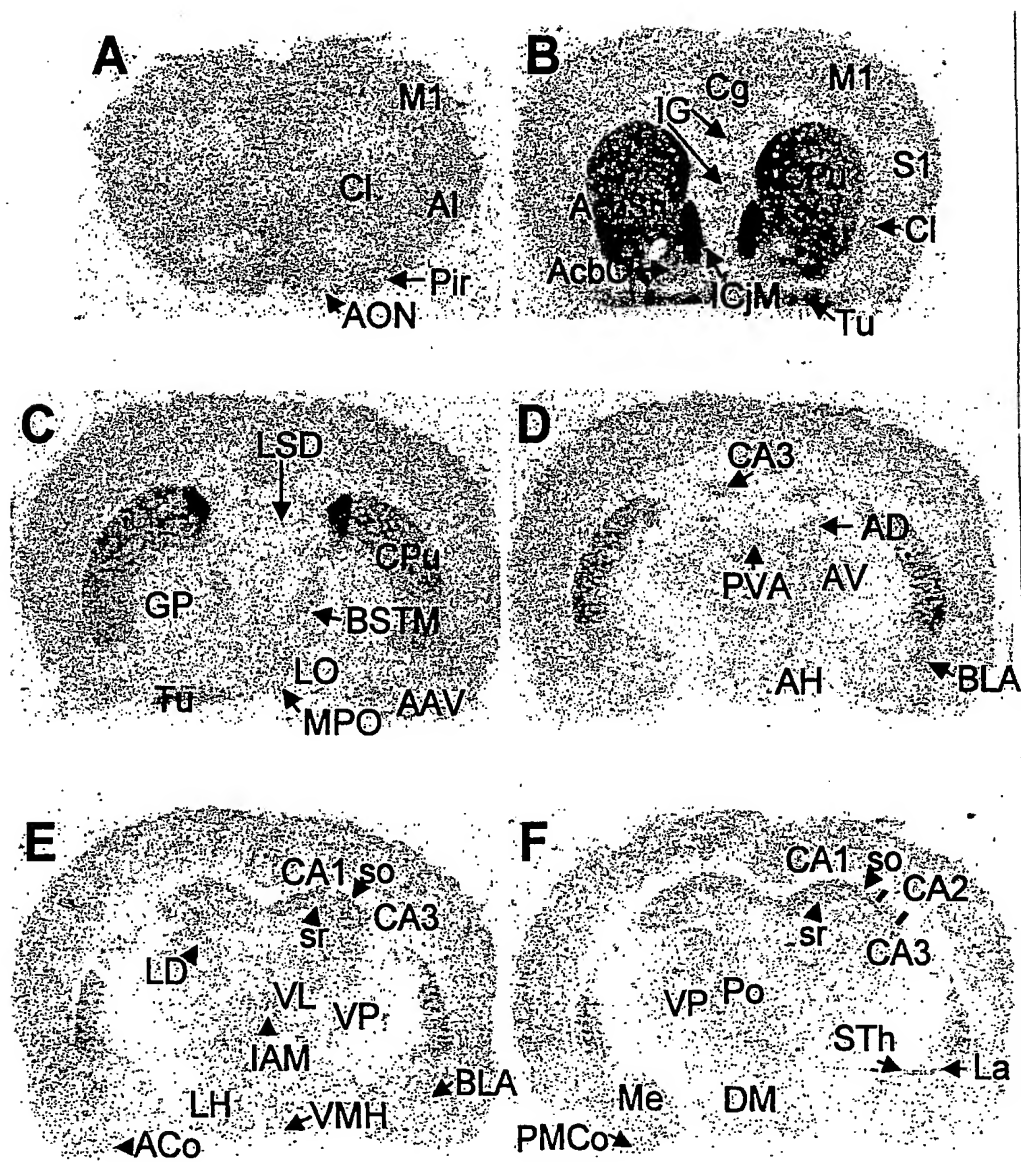 A
M1
Cl
AI
Pir
AON
B
M1
Cg
IG
CPu
S1
Cl
AcbC
ICjM
Tu
C
LSD
CPu
GP
BSTM
LO
Tu
AAV
MPO
D
CA3
AD
PVA
AV
AH
BLA
E
CA1 so
CA3
sr
LD
VL
VP
IAM
BLA
LH
VMH
ACo
F
CA1 so
CA2
sr
CA3
VP
Po
STh
La
Me
DM
PMCo